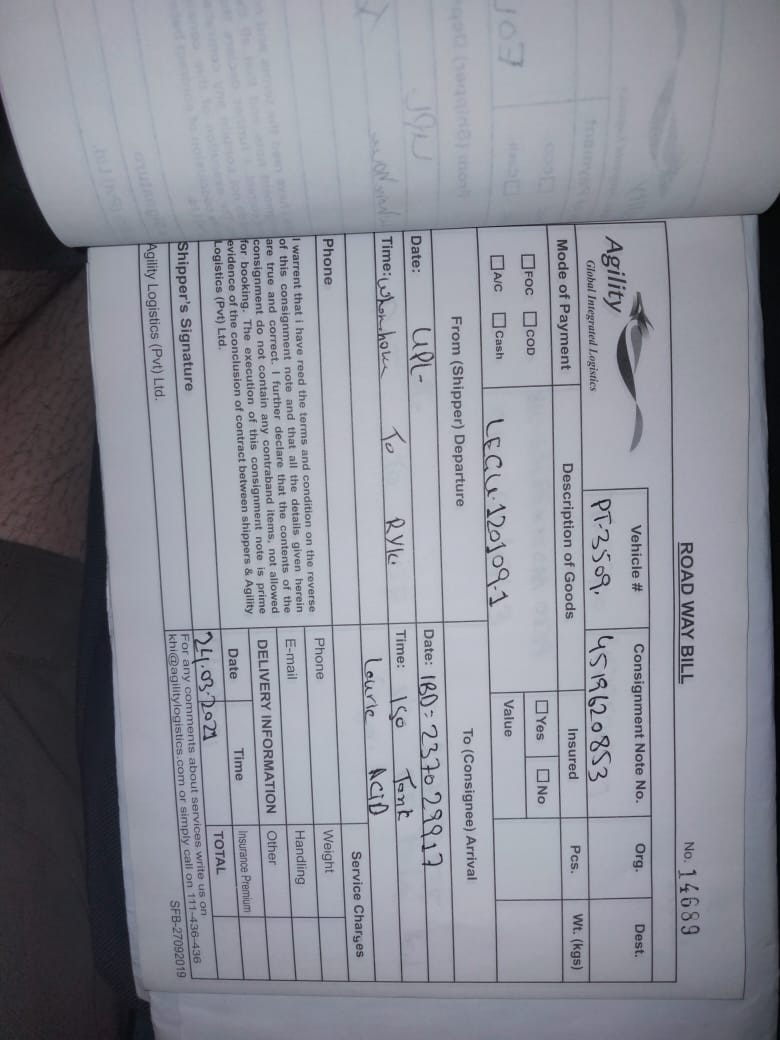 ROAD WAY BILL
No. 14689
Agility
Global Integrated Logistics
Vehicle #
Consignment Note No.
Org.
Dest.
PT-3509.
4519620853
Mode of Payment
Description of Goods
Insured
Pcs.
Wt. (kgs)
FOC
COD
Yes
No
A/C
Cash
LEGU-120109-1
Value
From (Shipper) Departure
To (Consignee) Arrival
Date: UPL-
Date: IBD=237029917
Time: To RYK.
Time: ISO Tank
Lauric ACiD
Service Charges
Phone
Phone
Weight
I warrent that i have reed the terms and condition on the reverse
of this consignment note and that all the details given herein
are true and correct. I further declare that the contents of the
consignment do not contain any contraband items, not allowed
for booking. The execution of this consignment note is prime
evidence of the conclusion of contract between shippers & Agility
Logistics (Pvt) Ltd.
E-mail
Handling
DELIVERY INFORMATION
Other
Date
Time
Insurance Premium
24.03.2021
TOTAL
Shipper's Signature
For any comments about services write us on
khi@agilitylogistics.com or simply call on 111-436-436
Agility Logistics (Pvt) Ltd.
SFB-27092019